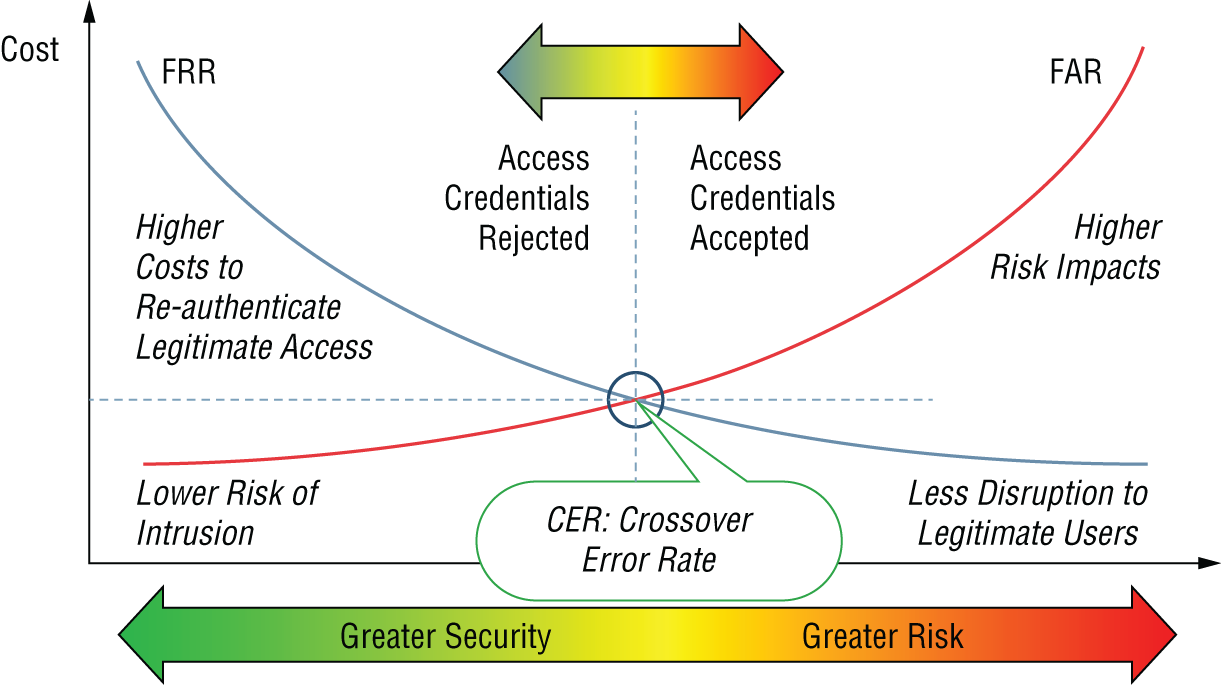 Cost
FRR
FAR
Access
Credentials
Rejected
Access
Credentials
Accepted
Higher
Costs to
Re-authenticate
Legitimate Access
Higher
Risk Impacts
Lower Risk of
Intrusion
CER: Crossover
Error Rate
Less Disruption to
Legitimate Users
Greater Security
Greater Risk